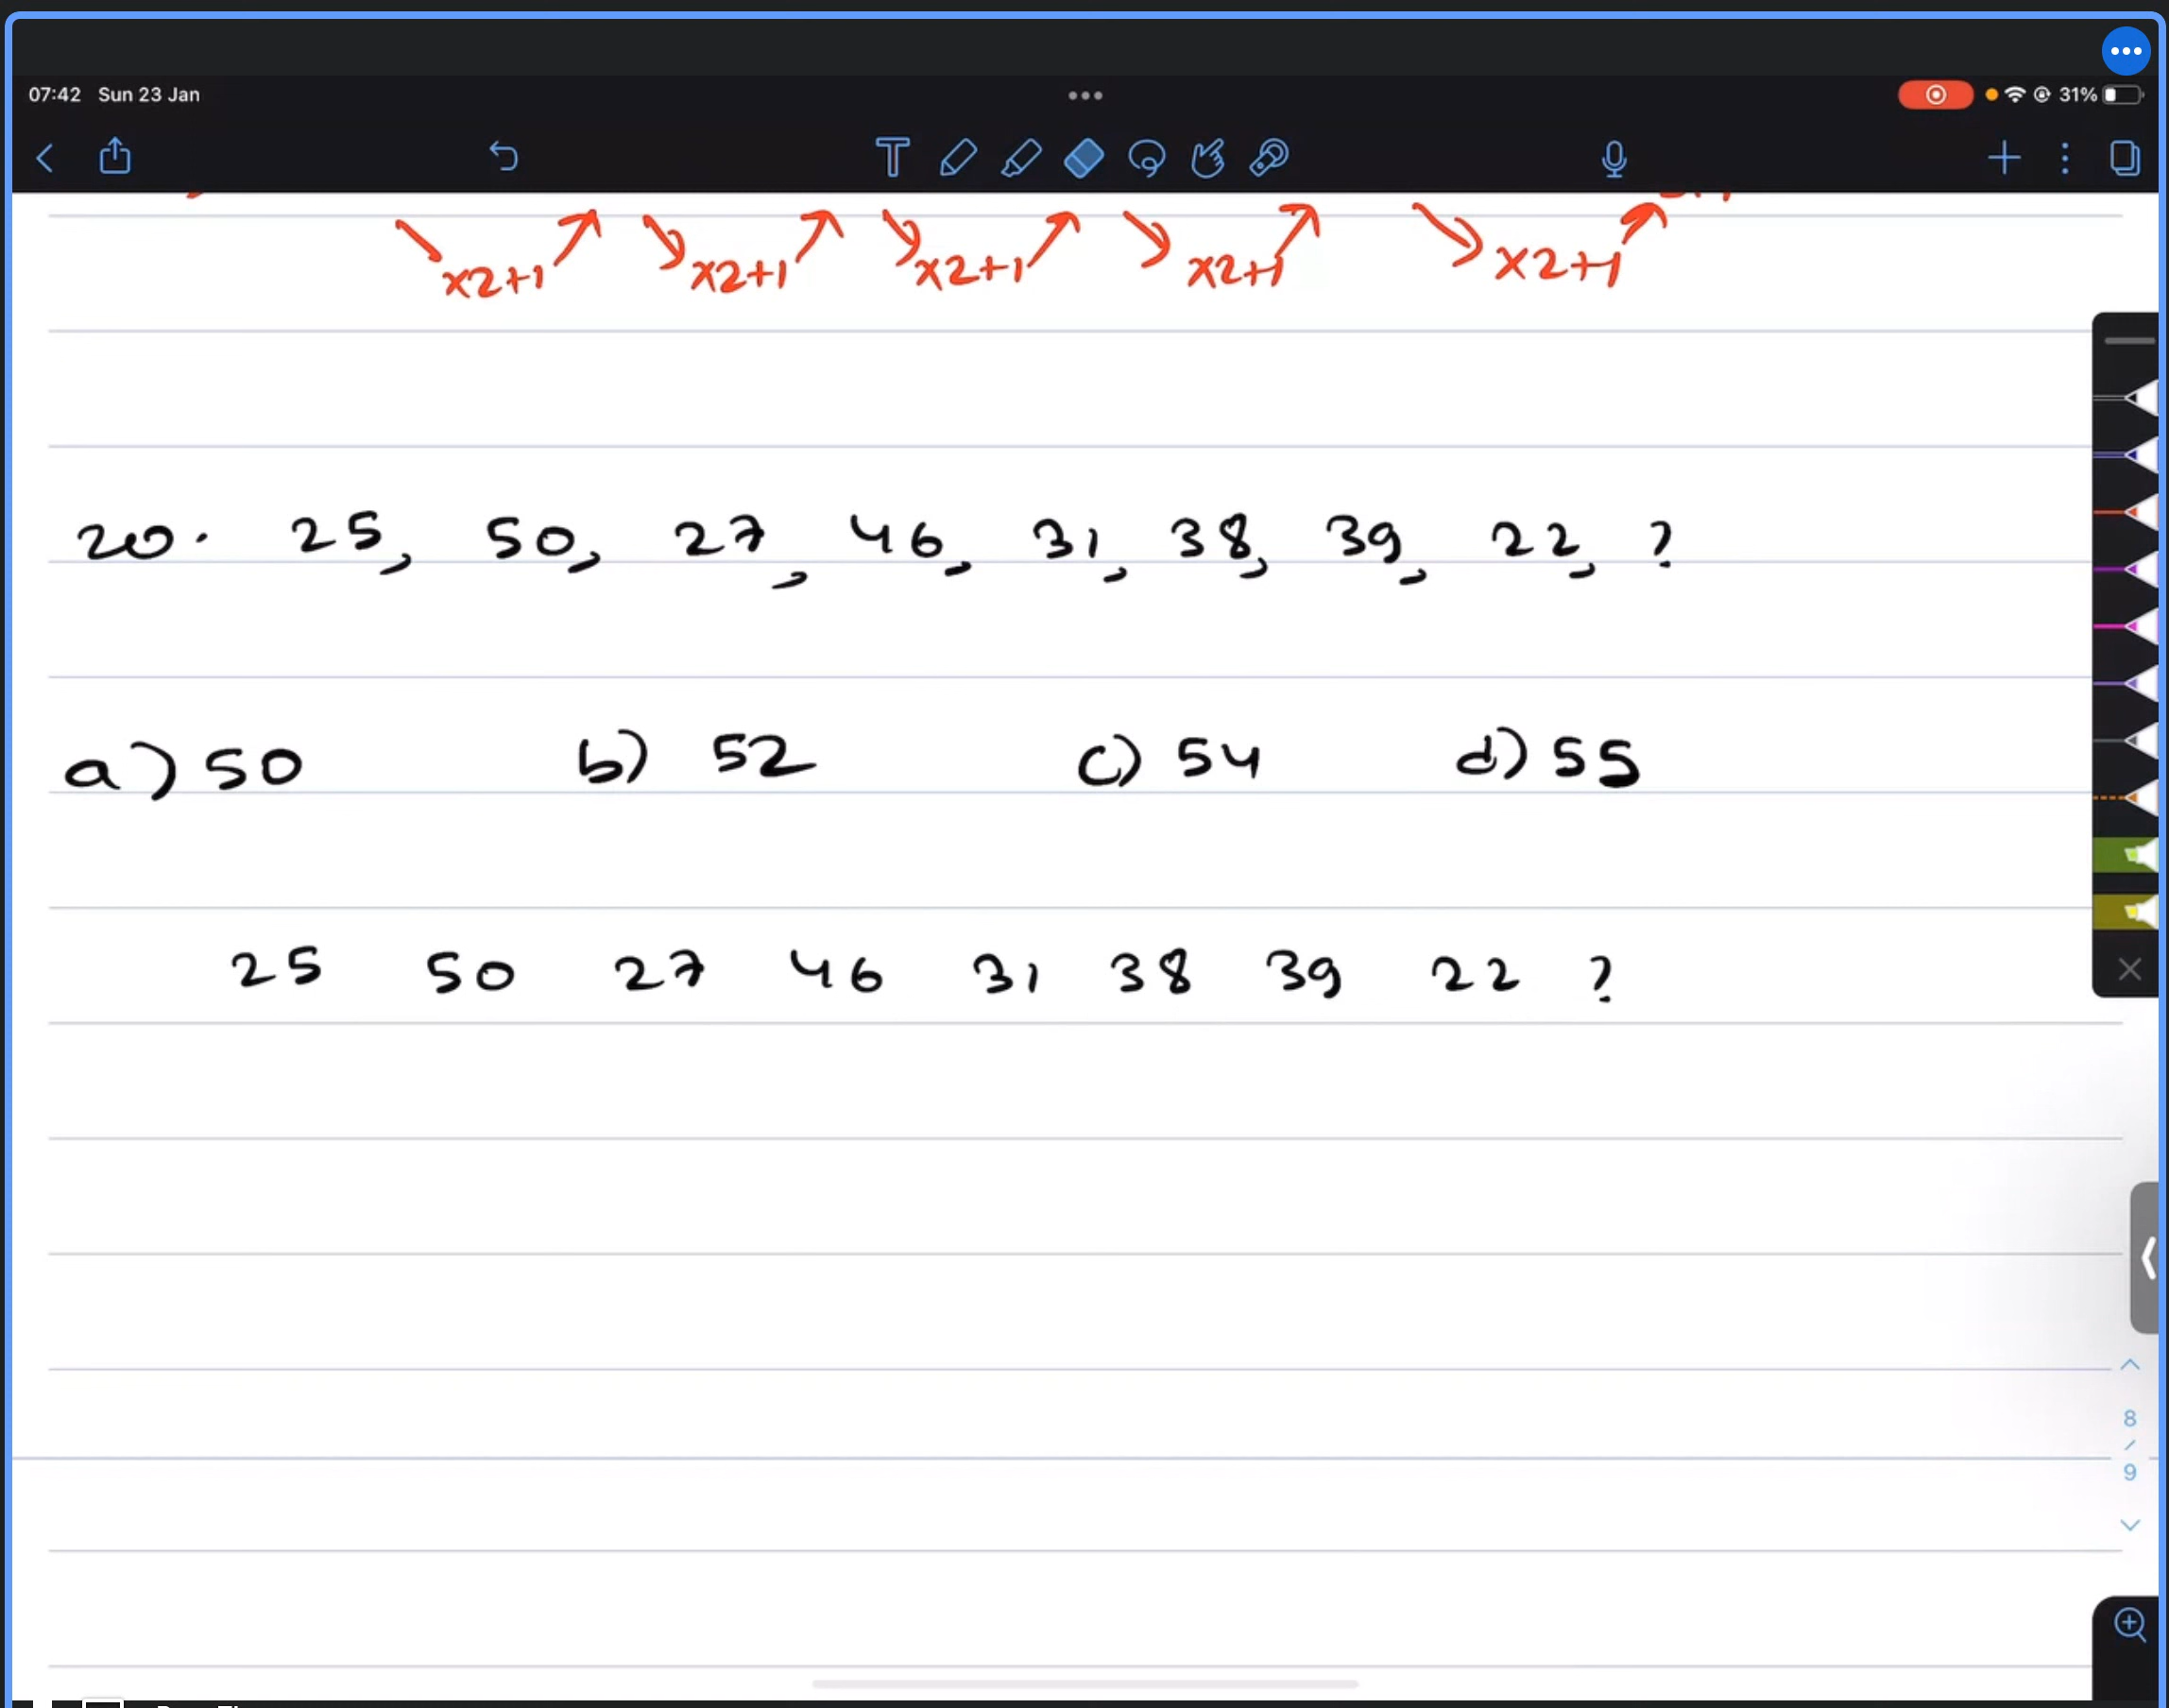 07:42 Sun 23 Jan
31%
x2+1 x2+1 x2+1 x2+1 x2+1
20. 25, 50, 27, 46, 31, 38, 39, 22, ?
a) 50 b) 52 c) 54 d) 55
25 50 27 46 31 38 39 22 ?
8
/
9